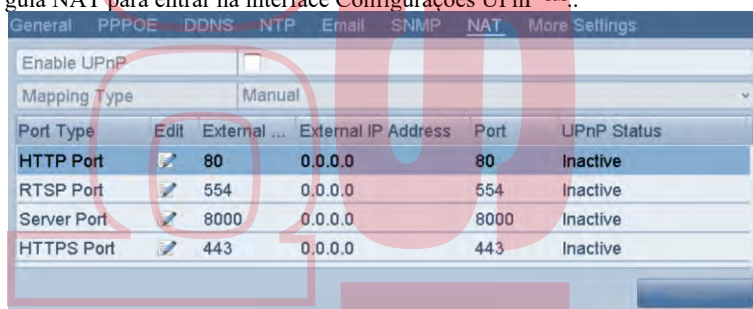 guia NAT para entrar na interface Configurações UPnP
General PPPOE DDNS NTP Email SNMP NAT More Settings
Enable UPnP
Mapping Type Manual
Port Type Edit External ... External IP Address Port UPnP Status
HTTP Port 80 0.0.0.0 80 Inactive
RTSP Port 554 0.0.0.0 554 Inactive
Server Port 8000 0.0.0.0 8000 Inactive
HTTPS Port 443 0.0.0.0 443 Inactive